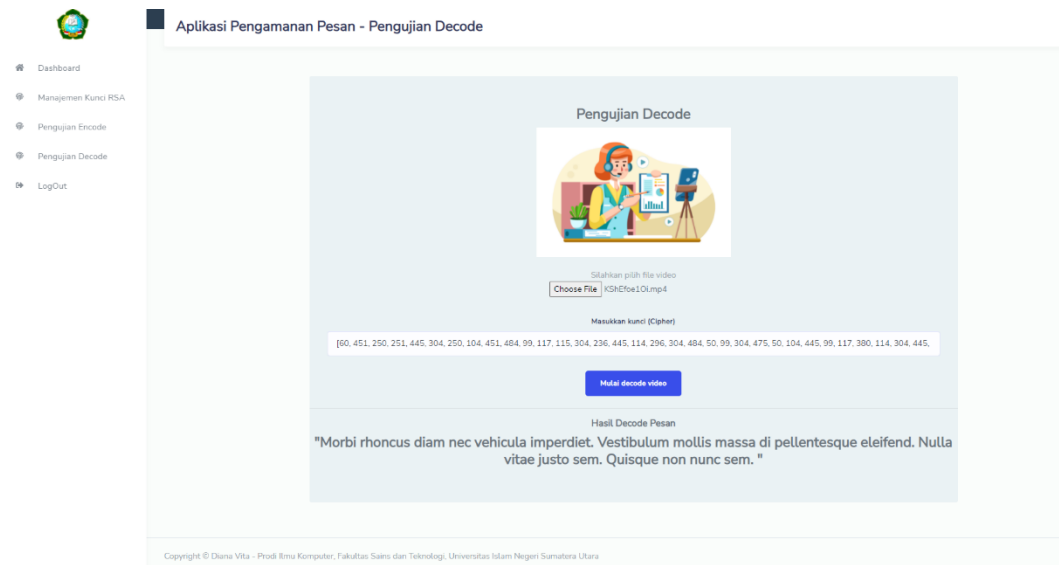 Aplikasi Pengamanan Pesan - Pengujian Decode
Dashboard
Manajemen Kunci RSA
Pengujian Encode
Pengujian Decode
LogOut
Pengujian Decode
Silahkan pilih file video
Choose File KShEfoe1Oi.mp4
Masukkan kunci (Cipher)
[60, 451, 250, 251, 445, 304, 250, 104, 451, 484, 99, 117, 115, 304, 236, 445, 114, 296, 304, 484, 50, 99, 304, 475, 50, 104, 445, 99, 117, 380, 114, 304, 445,
Mulai decode video
Hasil Decode Pesan
"Morbi rhoncus diam nec vehicula imperdiet. Vestibulum mollis massa di pellentesque eleifend. Nulla
vitae justo sem. Quisque non nunc sem. "
Copyright © Diana Vita - Prodi Ilmu Komputer, Fakultas Sains dan Teknologi, Universitas Islam Negeri Sumatera Utara